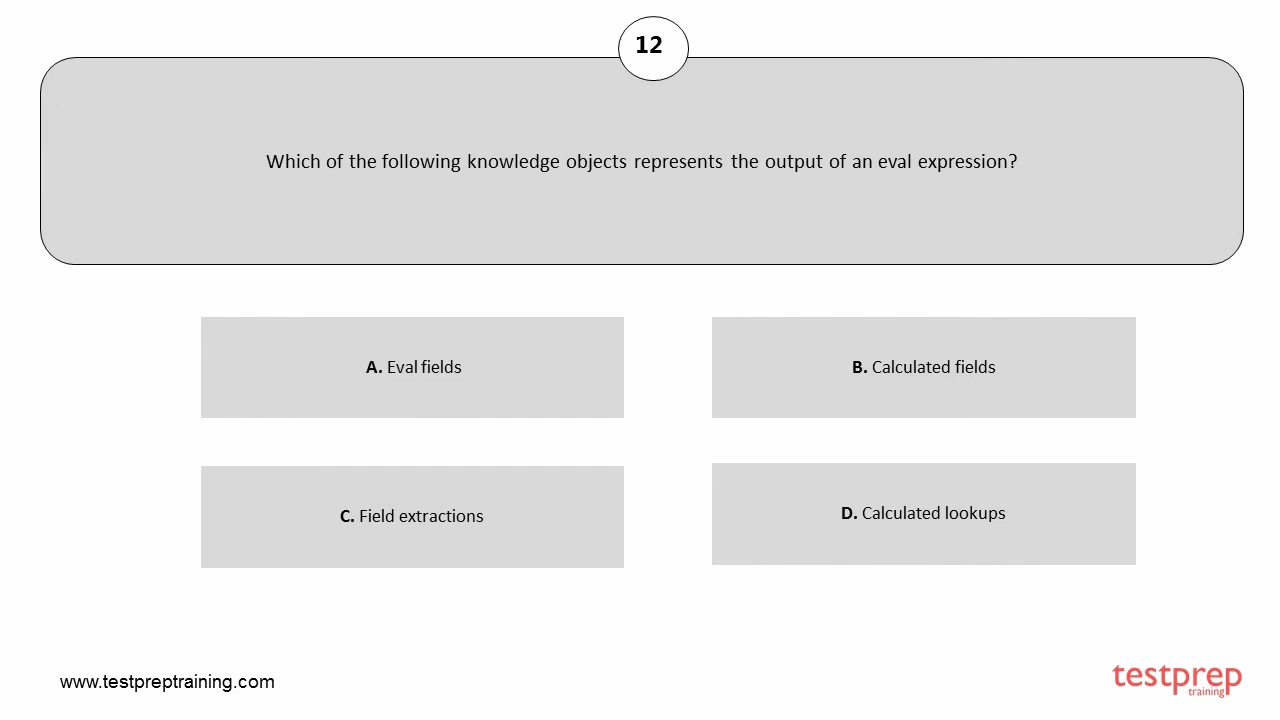 12
Which of the following knowledge objects represents the output of an eval expression?
A. Eval fields
B. Calculated fields
C. Field extractions
D. Calculated lookups
www.testpreptraining.com
testprep
training